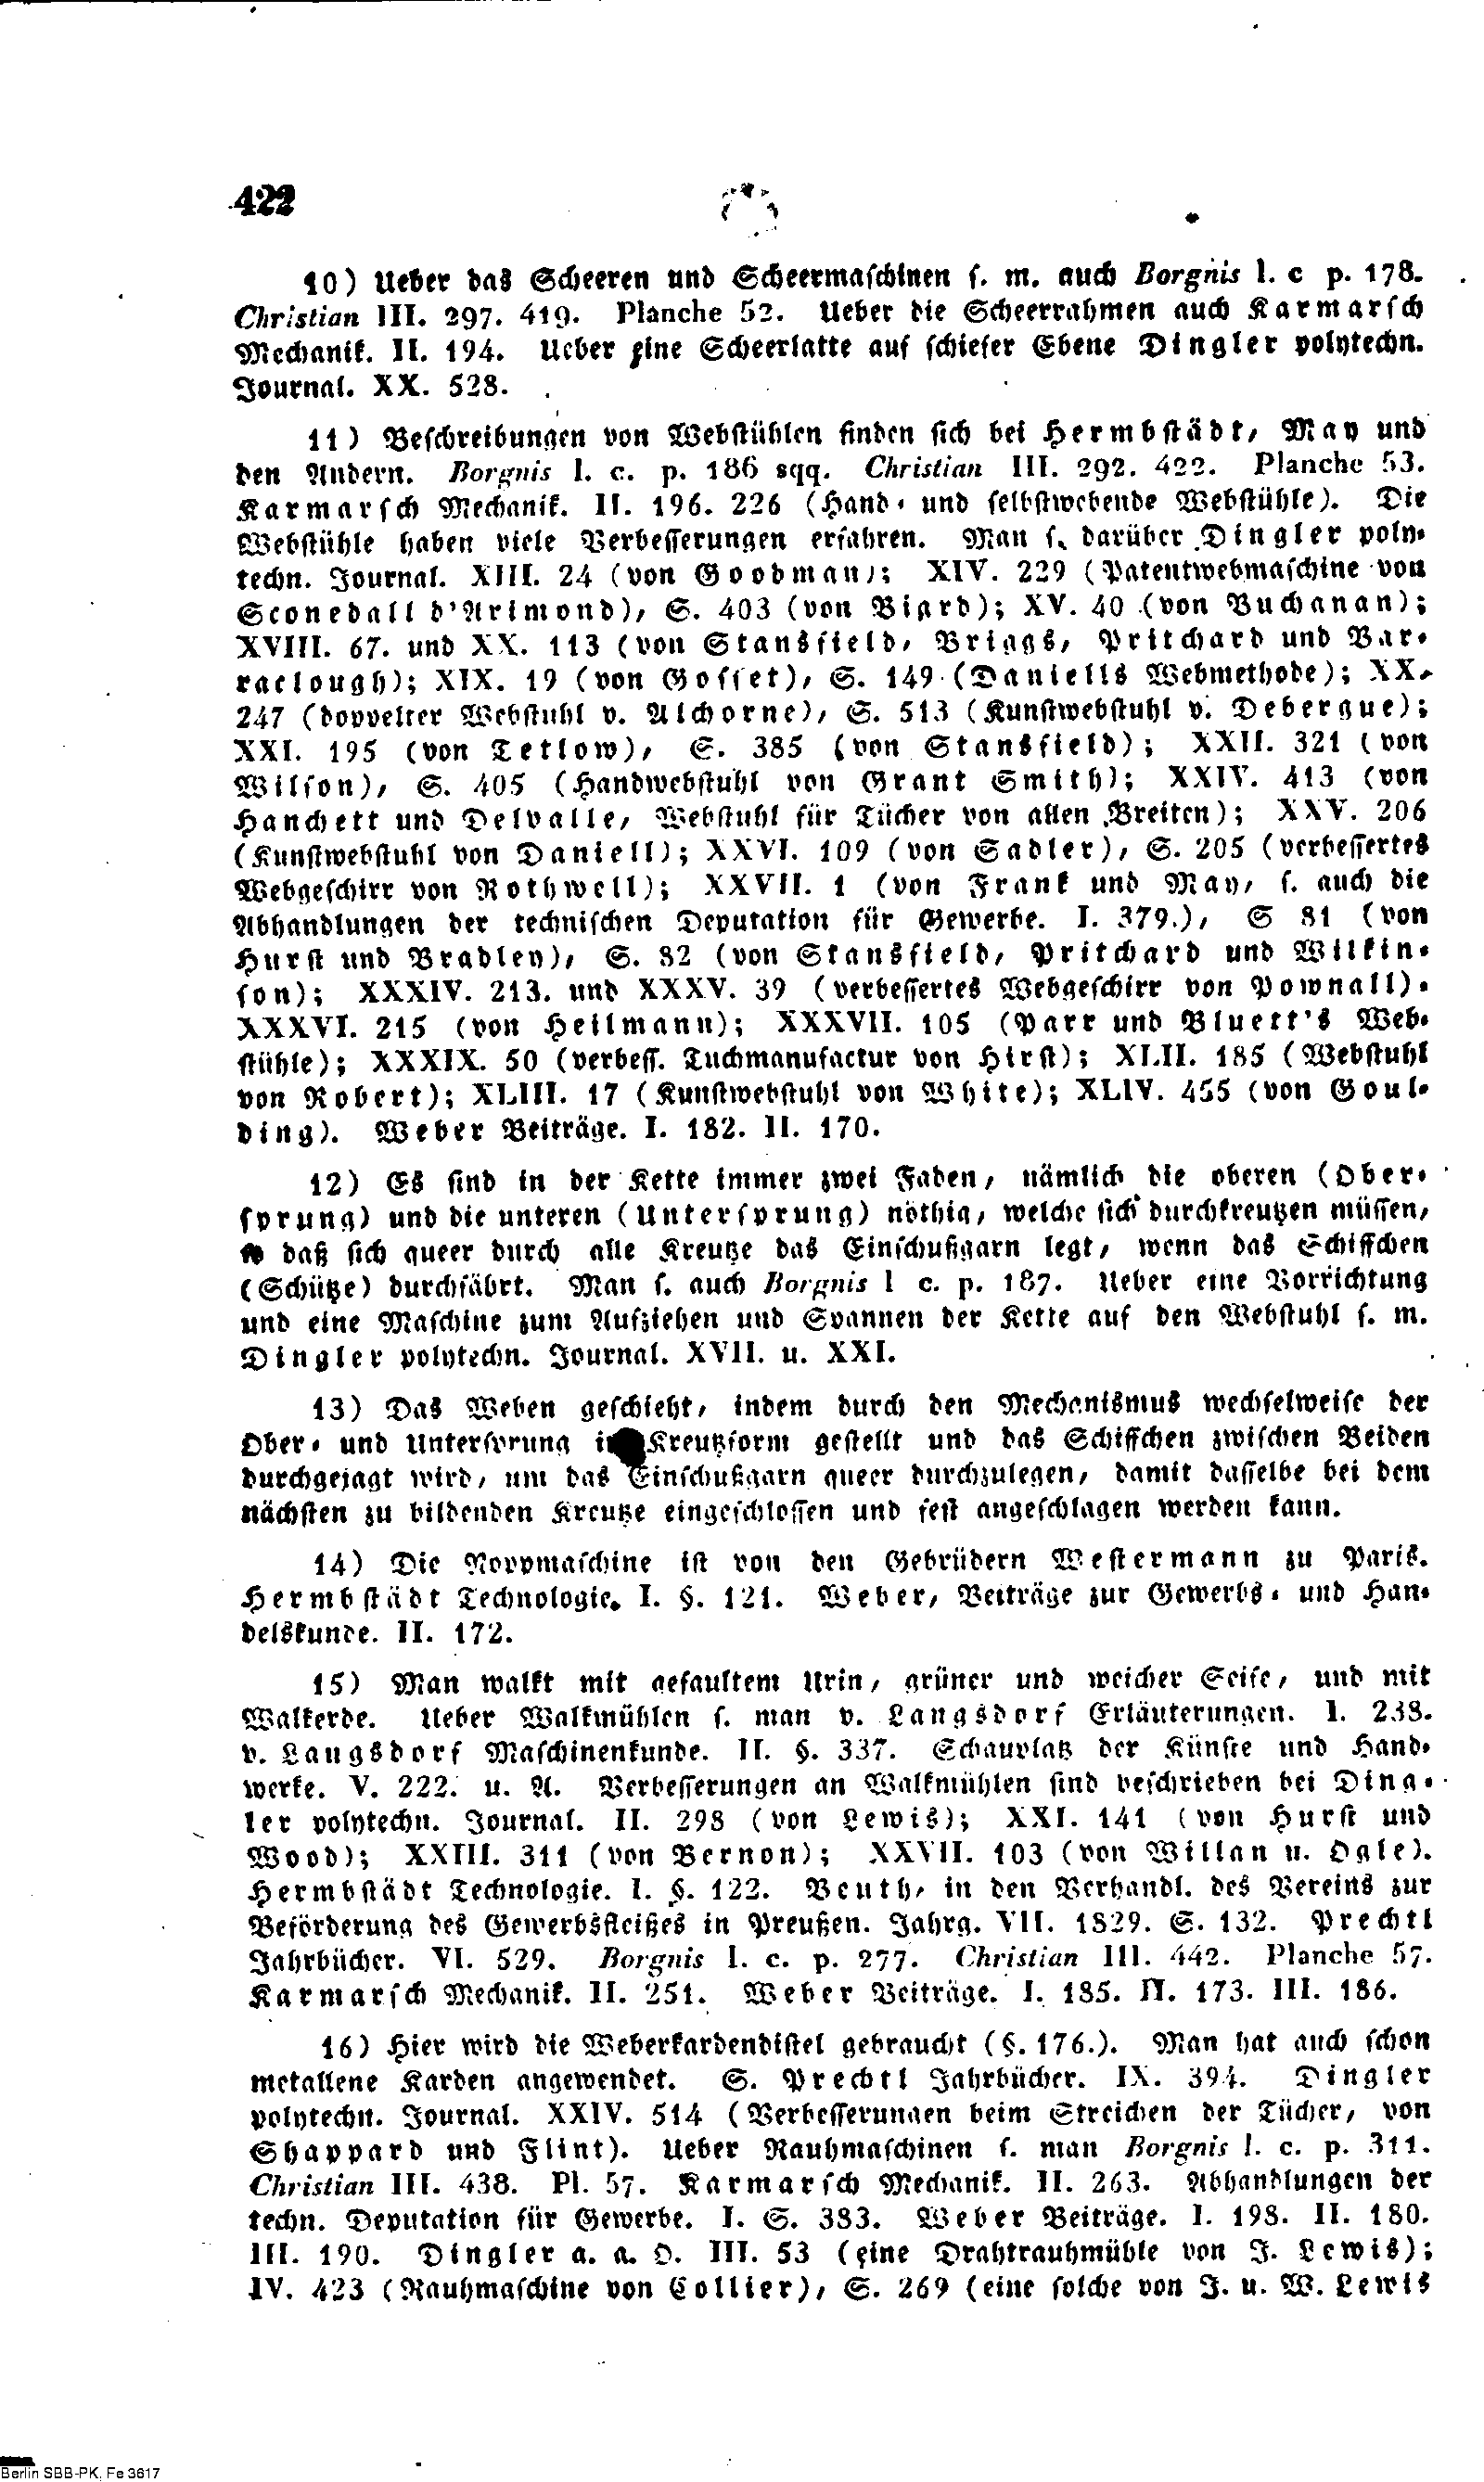 422
10) Ueber das Scheeren und Scheermaschinen s. m. auch Borgnis l. c p. 178.
Christian III. 297. 419. Planche 52. Ueber die Scheerrahmen auch Karmarsch
Mechanik. II. 194. Ueber eine Scheerlatte auf schiefer Ebene Dingler polytechn.
Journal. XX. 528.
11) Beschreibungen von Webstühlen finden sich bei Hermbstädt, May und
den Andern. Borgnis l. c. p. 186 sqq. Christian III. 292. 422. Planche 53.
Karmarsch Mechanik. II. 196. 226 (Hand- und selbstwebende Webstühle). Die
Webstühle haben viele Verbesserungen erfahren. Man s. darüber Dingler poly-
techn. Journal. XIII. 24 (von Goodman); XIV. 229 (Patentwebmaschine von
Sconedall d'Arimond), S. 403 (von Biard); XV. 40 (von Buchanan);
XVIII. 67. und XX. 113 (von Stansfield, Briggs, Pritchard und Bar-
raclough); XIX. 19 (von Gosset), S. 149 (Daniells Webmethode); XX.
247 (doppelter Webstuhl v. Alchorne), S. 513 (Kunstwebstuhl v. Debergue);
XXI. 195 (von Tetlow), S. 385 (von Stansfield); XXII. 321 (von
Wilson), S. 405 (Handwebstuhl von Grant Smith); XXIV. 413 (von
Hanchett und Delvalle, Webstuhl für Tücher von allen Breiten); XXV. 206
(Kunstwebstuhl von Daniell); XXVI. 109 (von Sadler), S. 205 (verbessertes
Webgeschirr von Rothwell); XXVII. 1 (von Frank und May, s. auch die
Abhandlungen der technischen Deputation für Gewerbe. I. 379.), S 81 (von
Hurst und Bradley), S. 82 (von Stansfield, Pritchard und Wilkin-
son); XXXIV. 213. und XXXV. 39 (verbessertes Webgeschirr von Pownall).
XXXVI. 215 (von Heilmann); XXXVII. 105 (Parr und Bluett's Web-
stühle); XXXIX. 50 (verbess. Tuchmanufactur von Hirst); XLII. 185 (Webstuhl
von Robert); XLIII. 17 (Kunstwebstuhl von White); XLIV. 455 (von Goul-
ding). Weber Beiträge. I. 182. II. 170.
12) Es sind in der Kette immer zwei Faden, nämlich die oberen (Ober-
sprung) und die unteren (Untersprung) nöthig, welche sich durchkreutzen müssen,
so daß sich queer durch alle Kreutze das Einschußgarn legt, wenn das Schiffchen
(Schütze) durchfährt. Man s. auch Borgnis l c. p. 187. Ueber eine Vorrichtung
und eine Maschine zum Aufziehen und Spannen der Kette auf den Webstuhl s. m.
Dingler polytechn. Journal. XVII. u. XXI.
13) Das Weben geschieht, indem durch den Mechanismus wechselweise der
Ober- und Untersprung in Kreutzform gestellt und das Schiffchen zwischen Beiden
durchgejagt wird, um das Einschußgarn queer durchzulegen, damit dasselbe bei dem
nächsten zu bildenden Kreutze eingeschlossen und fest angeschlagen werden kann.
14) Die Noppmaschine ist von den Gebrüdern Westermann zu Paris.
Hermbstädt Technologie. I. §. 121. Weber, Beiträge zur Gewerbs- und Han-
delskunde. II. 172.
15) Man walkt mit gefaultem Urin, grüner und weicher Seife, und mit
Walkerde. Ueber Walkmühlen s. man v. Langsdorf Erläuterungen. I. 238.
v. Langsdorf Maschinenkunde. II. §. 337. Schauplatz der Künste und Hand-
werke. V. 222. u. A. Verbesserungen an Walkmühlen sind beschrieben bei Ding-
ler polytechn. Journal. II. 298 (von Lewis); XXI. 141 (von Hurst und
Wood); XXIII. 311 (von Bernon); XXVII. 103 (von Willan u. Ogle).
Hermbstädt Technologie. I. §. 122. Beuth, in den Verhandl. des Vereins zur
Beförderung des Gewerbsfleißes in Preußen. Jahrg. VII. 1829. S. 132. Prechtl
Jahrbücher. VI. 529. Borgnis l. c. p. 277. Christian III. 442. Planche 57.
Karmarsch Mechanik. II. 251. Weber Beiträge. I. 185. II. 173. III. 186.
16) Hier wird die Weberkardendistel gebraucht (§. 176.). Man hat auch schon
metallene Karden angewendet. S. Prechtl Jahrbücher. IX. 394. Dingler
polytechn. Journal. XXIV. 514 (Verbesserungen beim Streichen der Tücher, von
Shappard und Flint). Ueber Rauhmaschinen s. man Borgnis l. c. p. 311.
Christian III. 438. Pl. 57. Karmarsch Mechanik. II. 263. Abhandlungen der
techn. Deputation für Gewerbe. I. S. 383. Weber Beiträge. I. 198. II. 180.
III. 190. Dingler a. a. O. III. 53 (eine Drahtrauhmühle von J. Lewis);
IV. 423 (Rauhmaschine von Collier), S. 269 (eine solche von J. u. W. Lewis
Berlin SBB-PK, Fe 3617